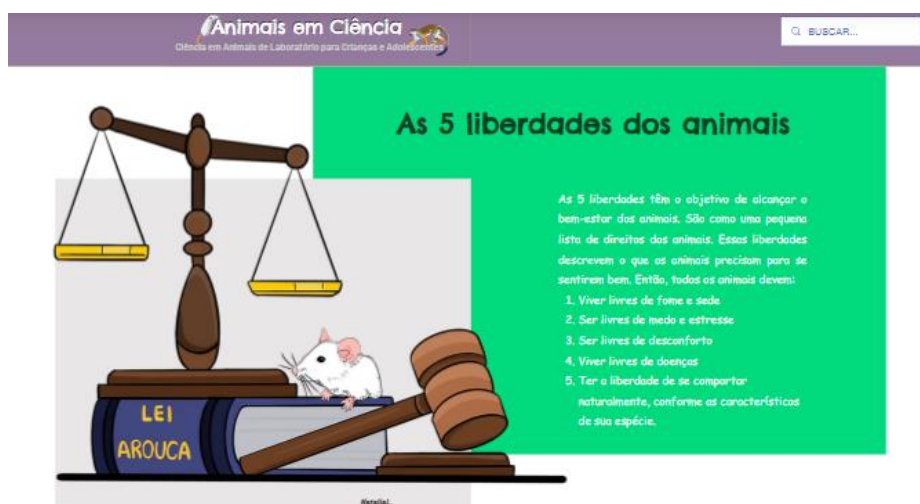 Animais em Ciência
Ciência em Animais de Laboratório para Crianças e Adolescentes
BUSCAR...
As 5 liberdades dos animais
As 5 liberdades têm o objetivo de alcançar o
bem-estar dos animais. São como uma pequena
lista de direitos dos animais. Essas liberdades
descrevem o que os animais precisam para se
sentirem bem. Então, todos os animais devem:
1. Viver livres de fome e sede
2. Ser livres de medo e estresse
3. Ser livres de desconforto
4. Viver livres de doenças
5. Ter a liberdade de se comportar
naturalmente, conforme as características
de sua espécie.
LEI
AROUCA